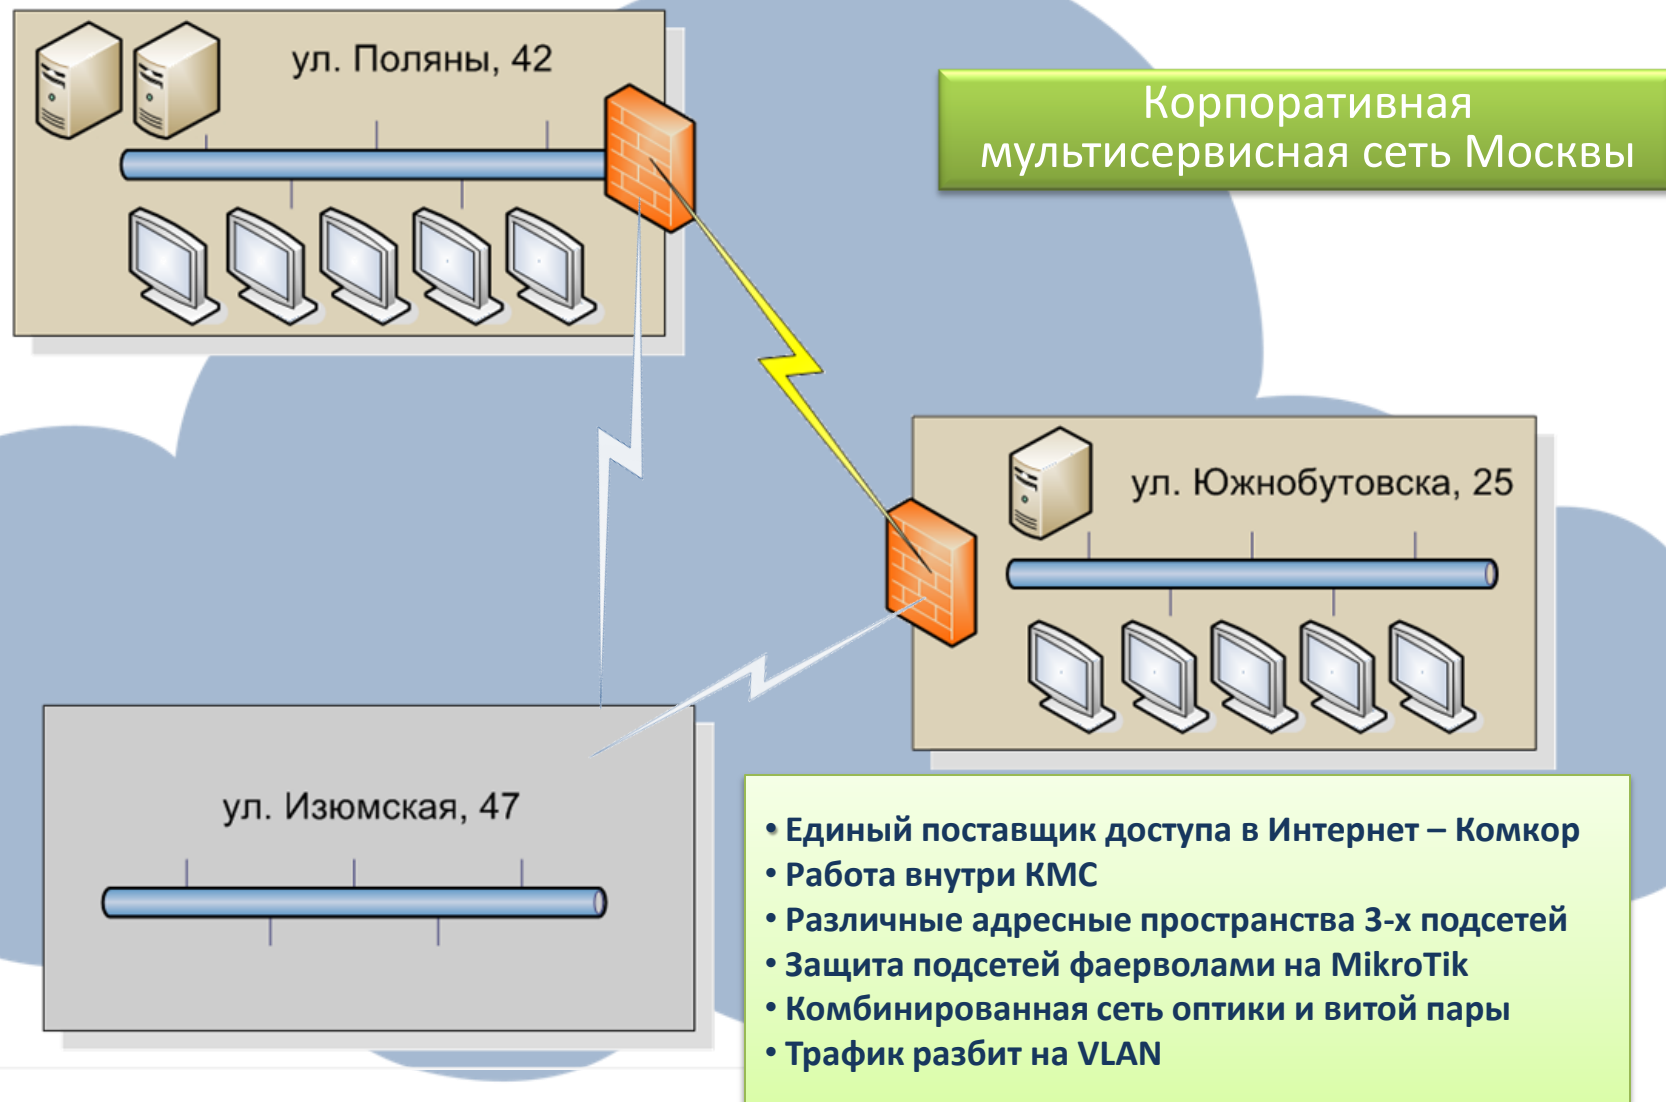 ул. Поляны, 42
Корпоративная
мультисервисная сеть Москвы
ул. Южнобутовска, 25
ул. Изюмская, 47
• Единый поставщик доступа в Интернет – Комкор
• Работа внутри КМС
• Различные адресные пространства 3-х подсетей
• Защита подсетей фаерволами на MikroTik
• Комбинированная сеть оптики и витой пары
• Трафик разбит на VLAN